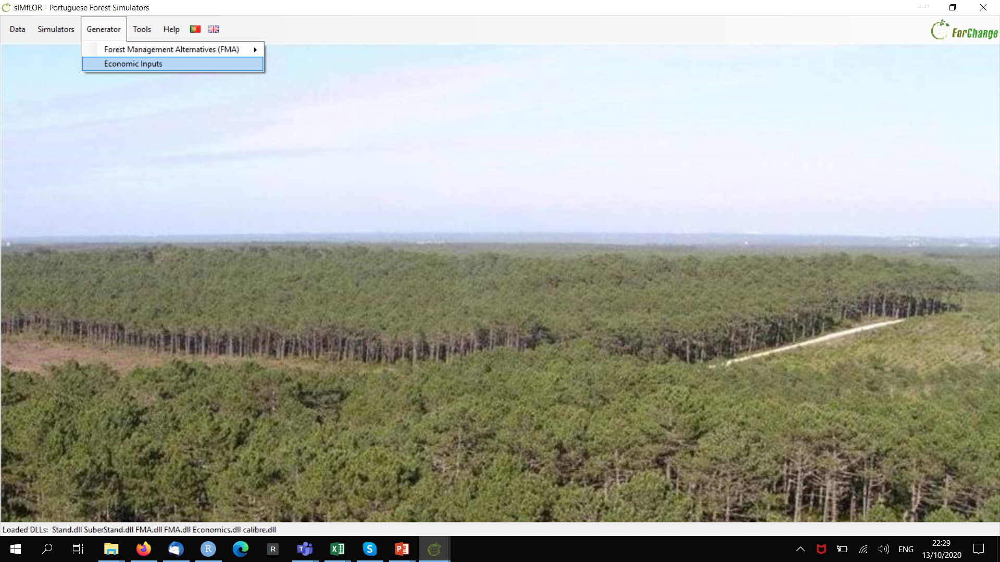 sIMfLOR - Portuguese Forest Simulators
Data Simulators Generator Tools Help
ForChange
Forest Management Alternatives (FMA)
Economic Inputs
Loaded DLLs: Stand.dll SuberStand.dll FMA.dll FMA.dll Economics.dll calibre.dll
R R T S P
ENG
22:29
13/10/2020